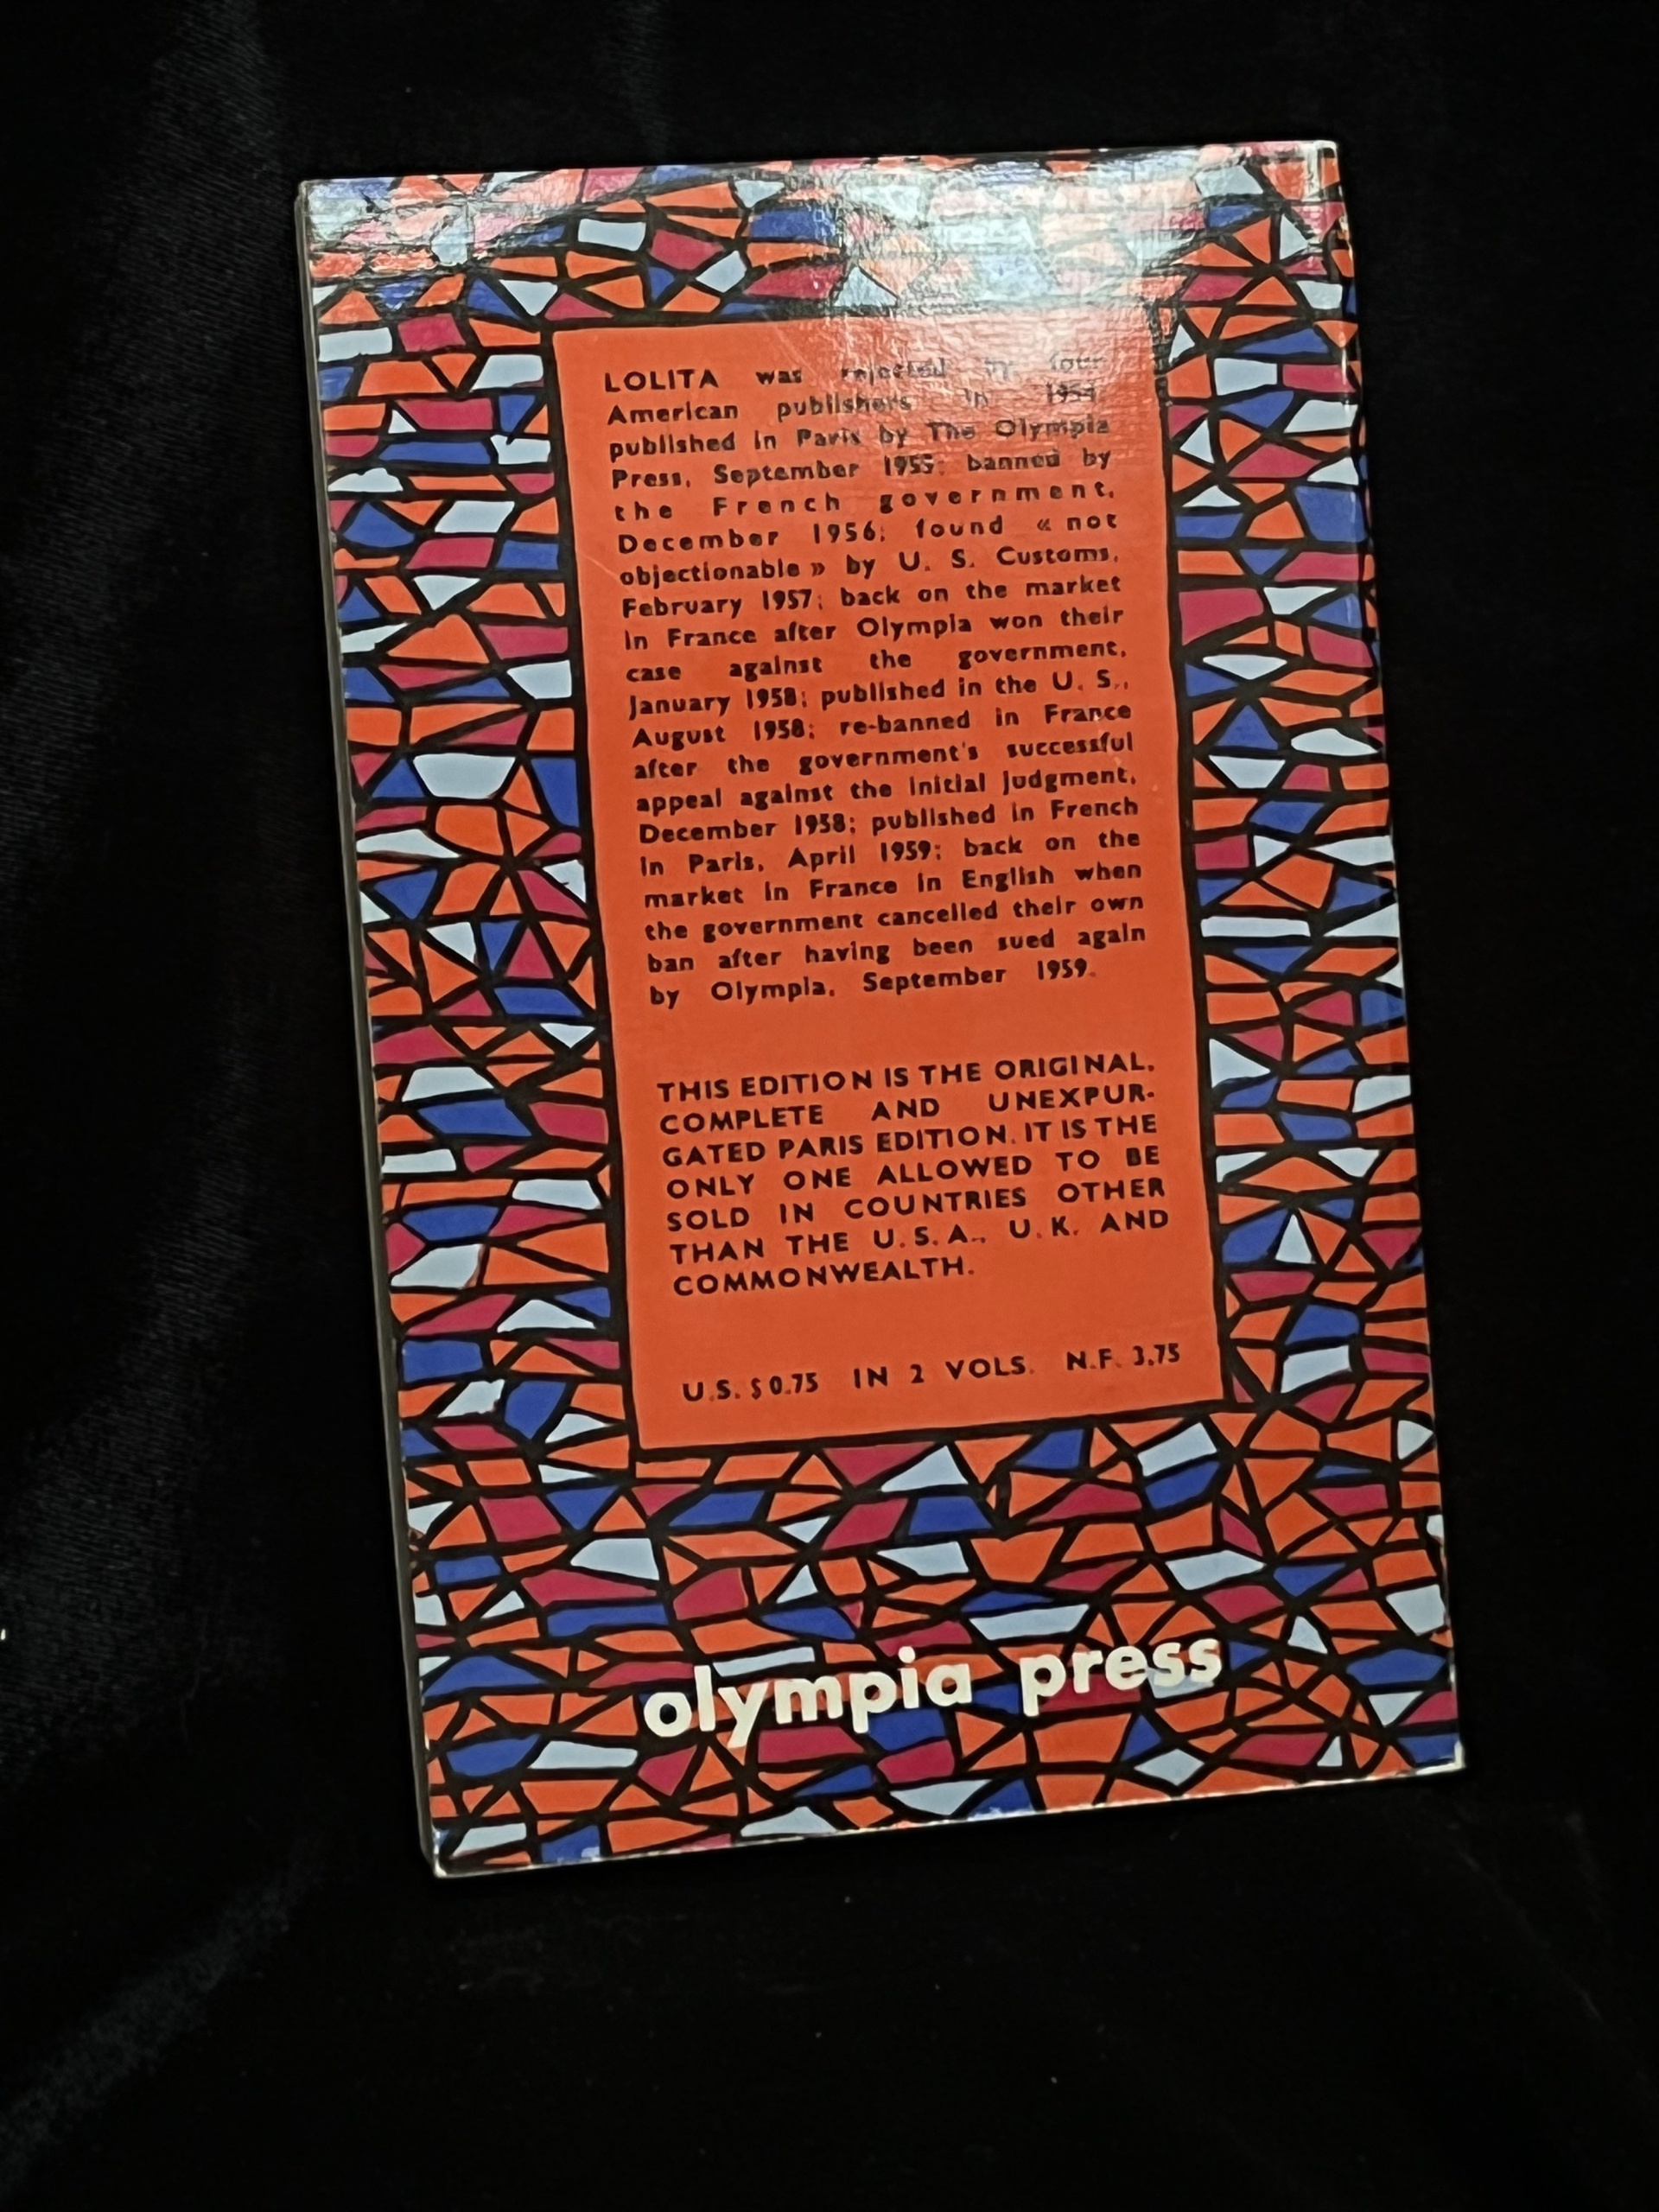 LOLITA was rejected by four
American publishers in 1954
published in Paris by The Olympia
Press, September 1955; banned by
the French government,
December 1956; found « not
objectionable » by U. S. Customs,
February 1957; back on the market
in France after Olympia won their
case against the government,
January 1958; published in the U. S.,
August 1958; re-banned in France
after the government's successful
appeal against the initial judgment,
December 1958; published in French
in Paris, April 1959; back on the
market in France in English when
the government cancelled their own
ban after having been sued again
by Olympia, September 1959.
THIS EDITION IS THE ORIGINAL,
COMPLETE AND UNEXPUR-
GATED PARIS EDITION. IT IS THE
ONLY ONE ALLOWED TO BE
SOLD IN COUNTRIES OTHER
THAN THE U.S.A., U.K. AND
COMMONWEALTH.
U.S. $ 0.75 IN 2 VOLS. N.F. 3.75
olympia press